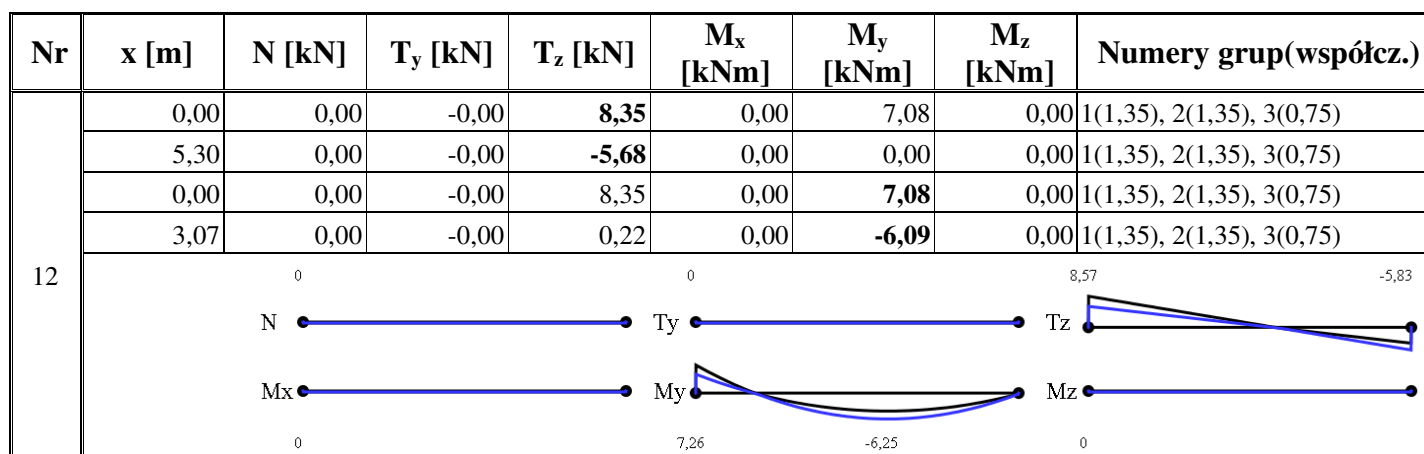 Nr x [m] N [kN] Ty [kN] Tz [kN] Mx [kNm] My [kNm] Mz [kNm] Numery grup(współcz.)
0,00 0,00 -0,00 8,35 0,00 7,08 0,00 1(1,35), 2(1,35), 3(0,75)
5,30 0,00 -0,00 -5,68 0,00 0,00 0,00 1(1,35), 2(1,35), 3(0,75)
0,00 0,00 -0,00 8,35 0,00 7,08 0,00 1(1,35), 2(1,35), 3(0,75)
3,07 0,00 -0,00 0,22 0,00 -6,09 0,00 1(1,35), 2(1,35), 3(0,75)
12
0 0 8,57 -5,83
N Ty Tz
Mx My Mz
0 7,26 -6,25 0